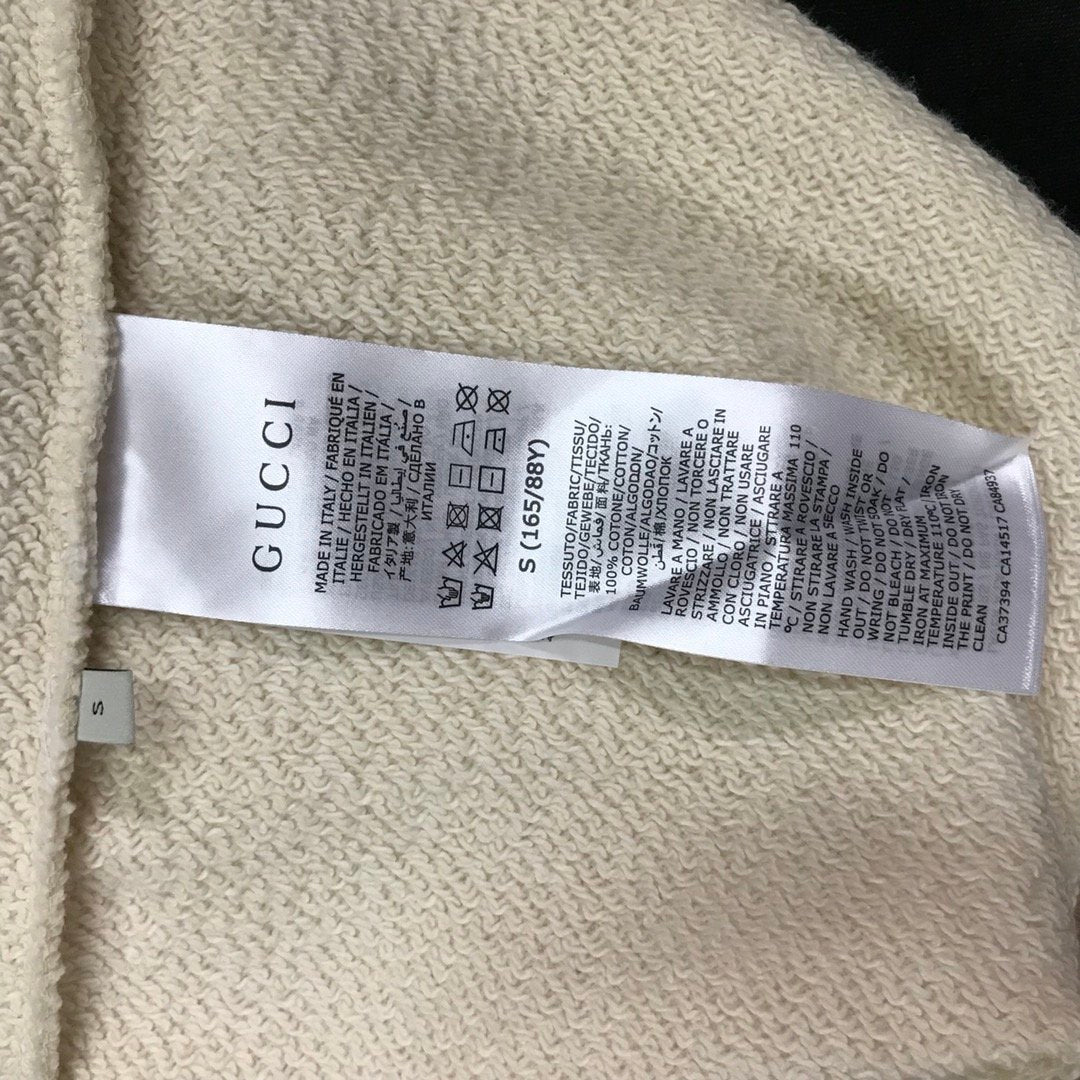 GUCCI
MADE IN ITALY / FABRIQUÉ EN
ITALIE / HECHO EN ITALIA /
HERGESTELLT IN ITALIEN /
FABRICADO EM ITÁLIA /
イタリア製 / صنع في إيطاليا /
产地: 意大利 / СДЕЛАНО В
ИТАЛИИ
S (165/88Y)
TESSUTO/FABRIC/TISSU/
TEJIDO/GEWEBE/TECIDO/
表地/قماش/面料/ТКАНЬ:
100% COTONE/COTTON/
COTON/ALGODON/
BAUMWOLLE/ALGODAO/コットン/
قطن/棉/ХЛОПОК
LAVARE A MANO / LAVARE A
ROVESCIO / NON TORCERE O
STRIZZARE / NON LASCIARE IN
AMMOLLO / NON TRATTARE
CON CLORO / NON USARE
ASCIUGATRICE / ASCIUGARE
IN PIANO / STIRARE A
TEMPERATURA MASSIMA 110
°C / STIRARE A ROVESCIO /
NON STIRARE LA STAMPA /
NON LAVARE A SECCO
HAND WASH / WASH INSIDE
OUT / DO NOT TWIST OR
WRING / DO NOT SOAK / DO
NOT BLEACH / DO NOT
TUMBLE DRY / DRY FLAT /
IRON AT MAXIMUM
TEMPERATURE 110°C / IRON
INSIDE OUT / DO NOT IRON
THE PRINT / DO NOT DRY
CLEAN
CA37394 CA14517 CA84937
S